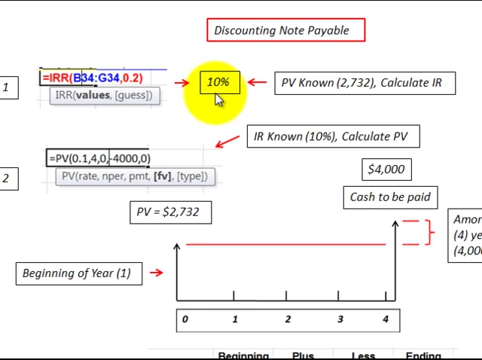 Discounting Note Payable
=IRR(B34:G34,0.2)
1
10%
PV Known (2,732), Calculate IR
IRR(values, [guess])
IR Known (10%), Calculate PV
=PV(0.1,4,0,-4000,0)
2
PV(rate, nper, pmt, [fv], [type])
$4,000
Cash to be paid
PV = $2,732
(4)
Beginning of Year (1)
0 1 2 3 4
Beginning Plus Less Ending